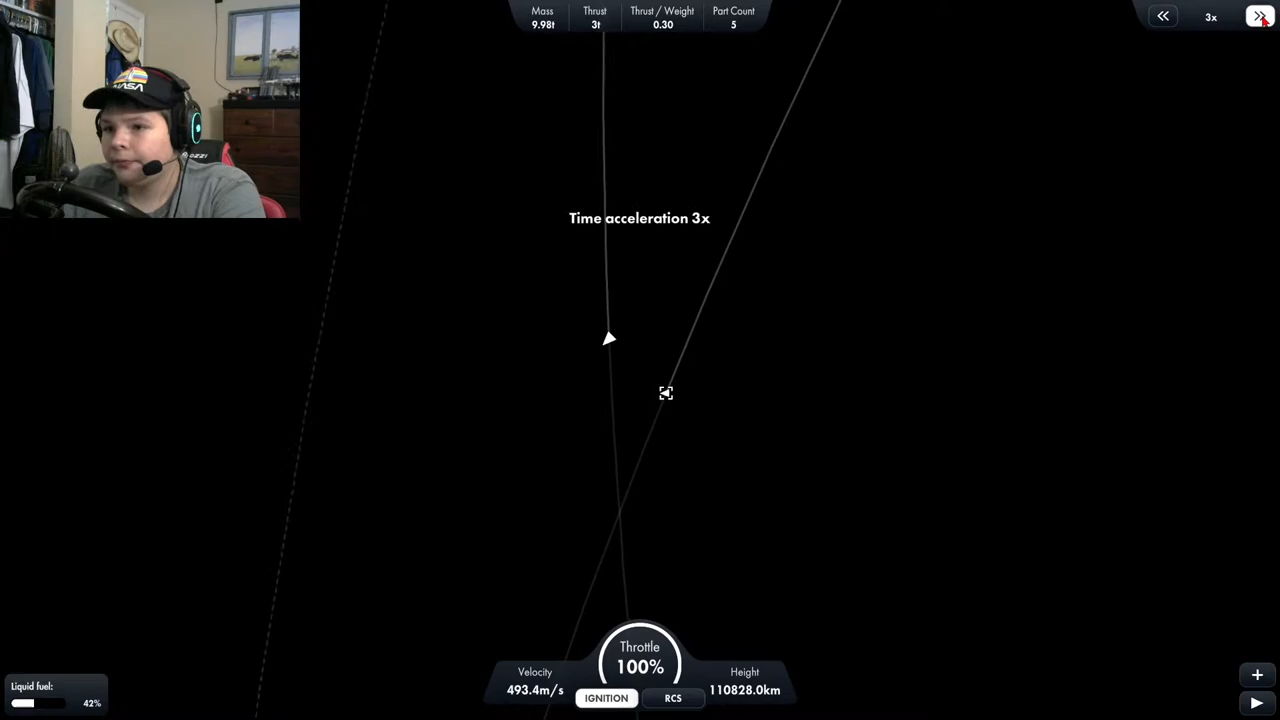 Mass Thrust Thrust / Weight Part Count
9.98t 3t 0.30 5
3x
NASA
OZZI
Time acceleration 3x
Throttle
100%
Velocity Height
493.4m/s 110828.0km
IGNITION RCS
Liquid fuel:
42%